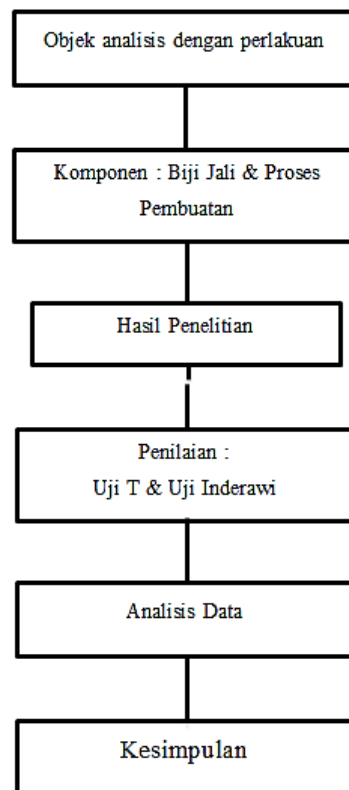 Objek analisis dengan perlakuan
Komponen : Biji Jali & Proses
Pembuatan
Hasil Penelitian
Penilaian :
Uji T & Uji Inderawi
Analisis Data
Kesimpulan